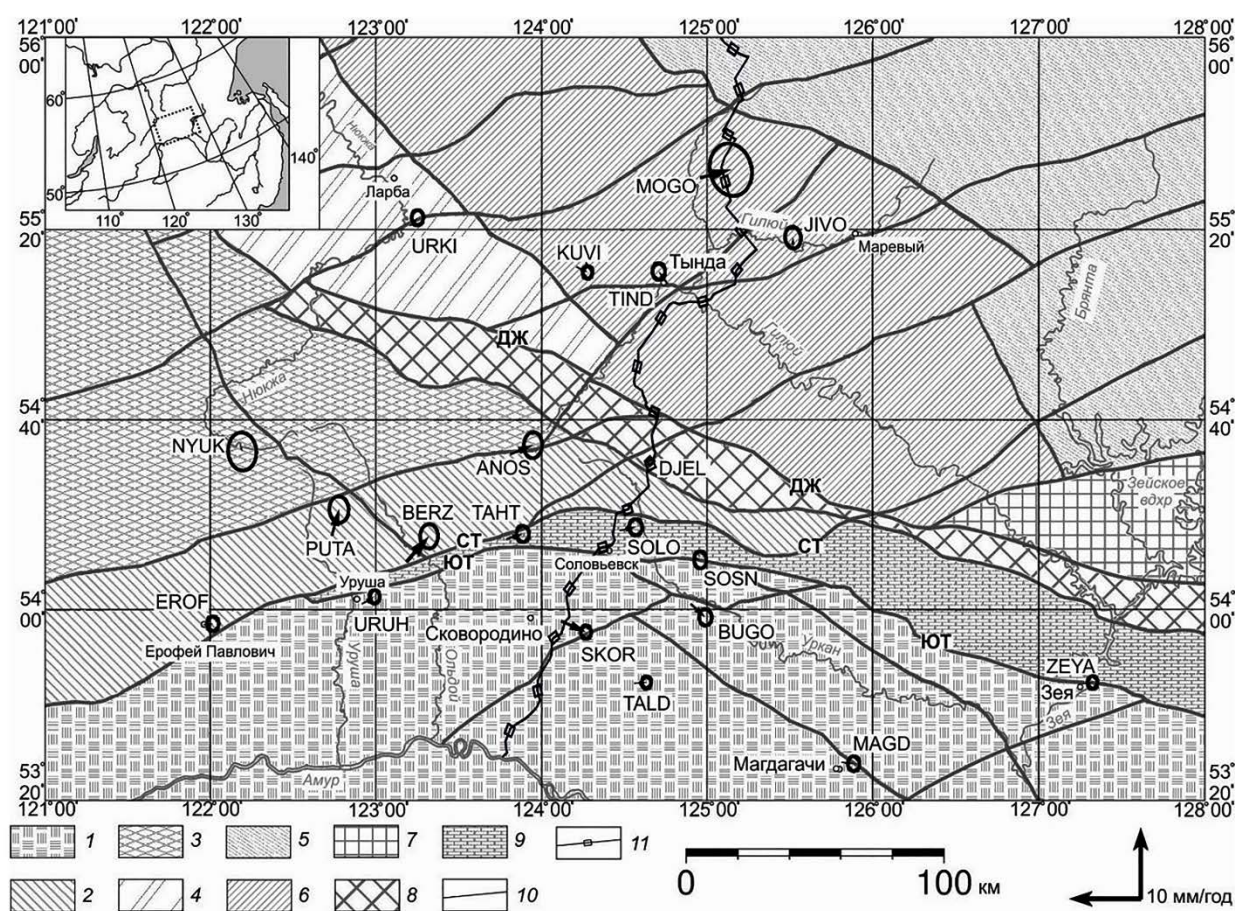 121°00' 122°00' 123°00' 124°00' 125°00' 126°00' 127°00' 128°00'
56° 00' 56° 00'
60°
50°
140°
110° 120° 130°
Нюкжа
Ларба
URKI
MOGO
Гилюй
JIVO
Маревый
55° 20' 55° 20'
KUVI
Тында
TIND
Брянта
ДЖ
Гилюй
Нюкжа
54° 40' 54° 40'
NYUK
ANOS
DJEL
ДЖ
Зейское вдхр
PUTA
BERZ
TAHT
СТ
SOLO
СТ
ЮТ
Соловьевск
SOSN
Уруша
EROF
URUH
54° 00' 54° 00'
Ерофей Павлович
Сковородино
SKOR
BUGO
Уркан
ЮТ
ZEYA
Зея
Зея
Уруша
Ольдой
TALD
MAGD
Магдагачи
Амур
53° 20' 53° 20'
121°00' 122°00' 123°00' 124°00' 125°00' 126°00' 127°00' 128°00'
1 3 5 7 9 11
2 4 6 8 10
0 100 км
10 мм/год